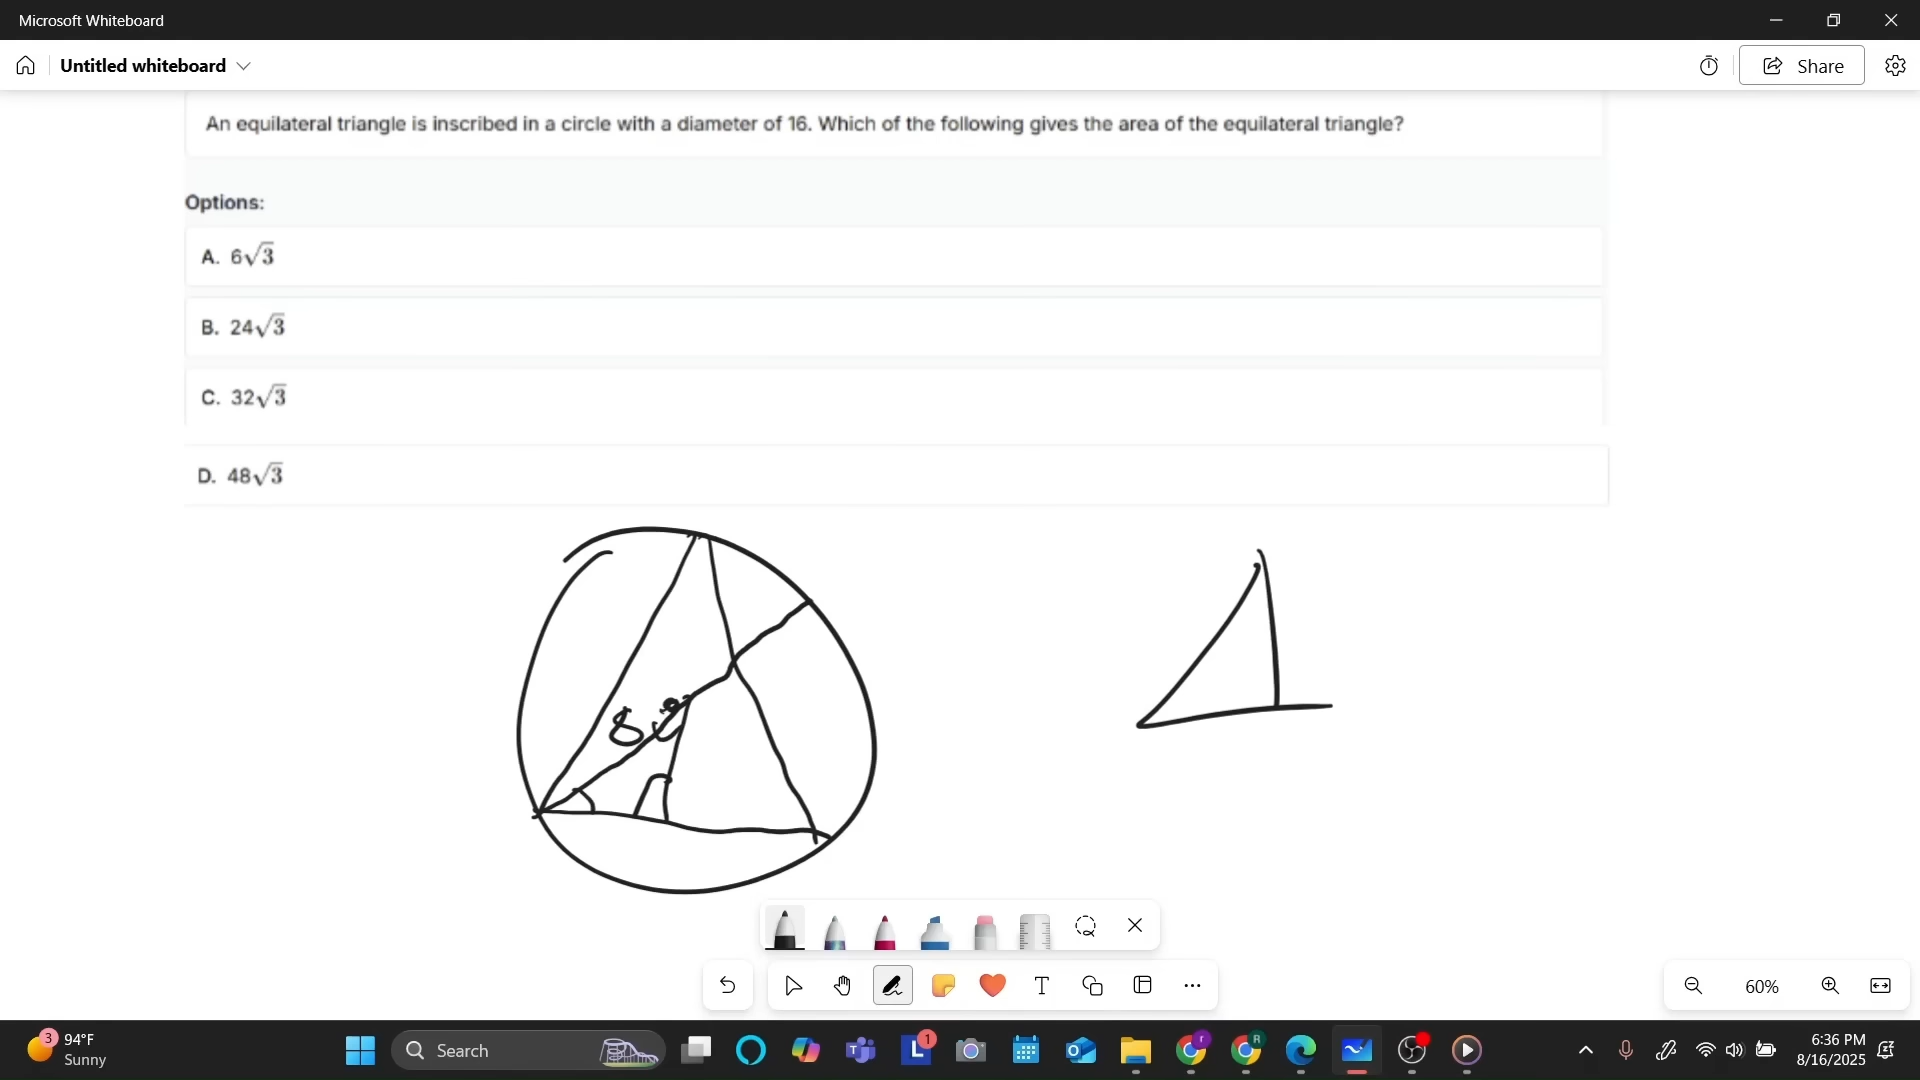 Microsoft Whiteboard
Untitled whiteboard
Share
An equilateral triangle is inscribed in a circle with a diameter of 16. Which of the following gives the area of the equilateral triangle?
Options:
A. 6√3
B. 24√3
C. 32√3
D. 48√3
8
60%
3
94°F
Sunny
Search
1
6:36 PM
8/16/2025